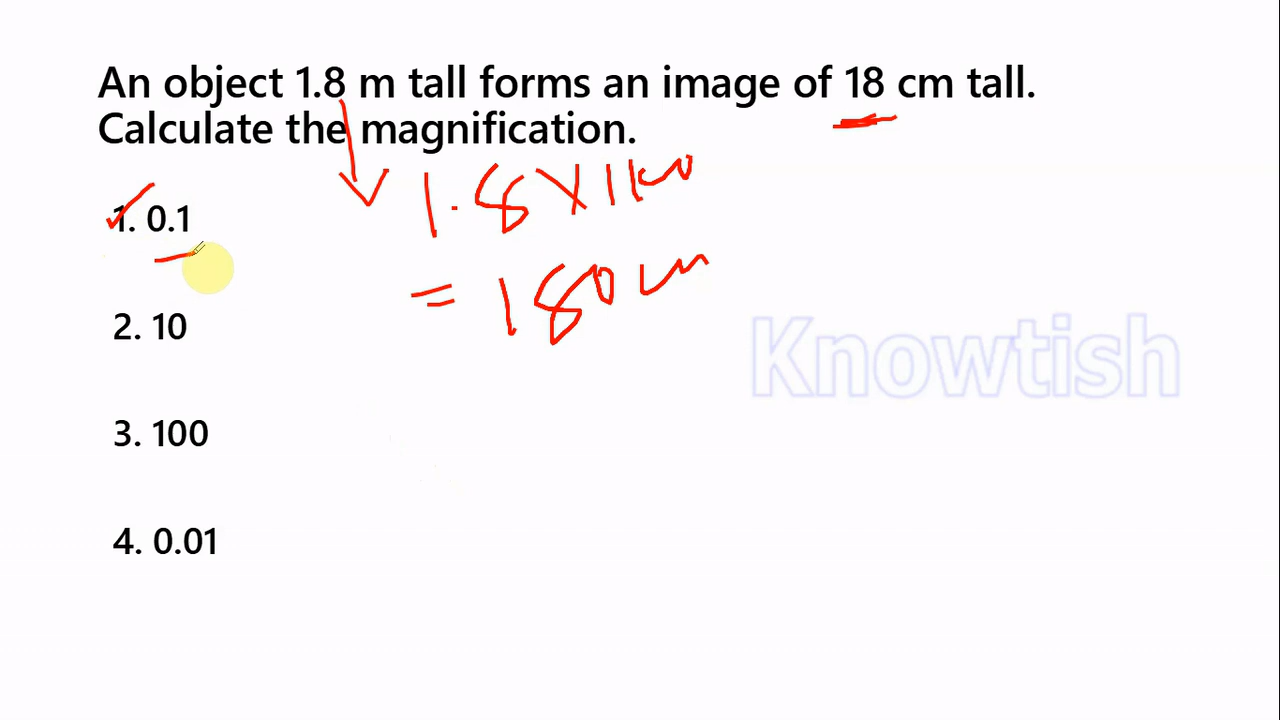 An object 1.8 m tall forms an image of 18 cm tall.
Calculate the magnification.
1.8 X 100
1. 0.1
= 180 cm
2. 10
Knowtish
3. 100
4. 0.01